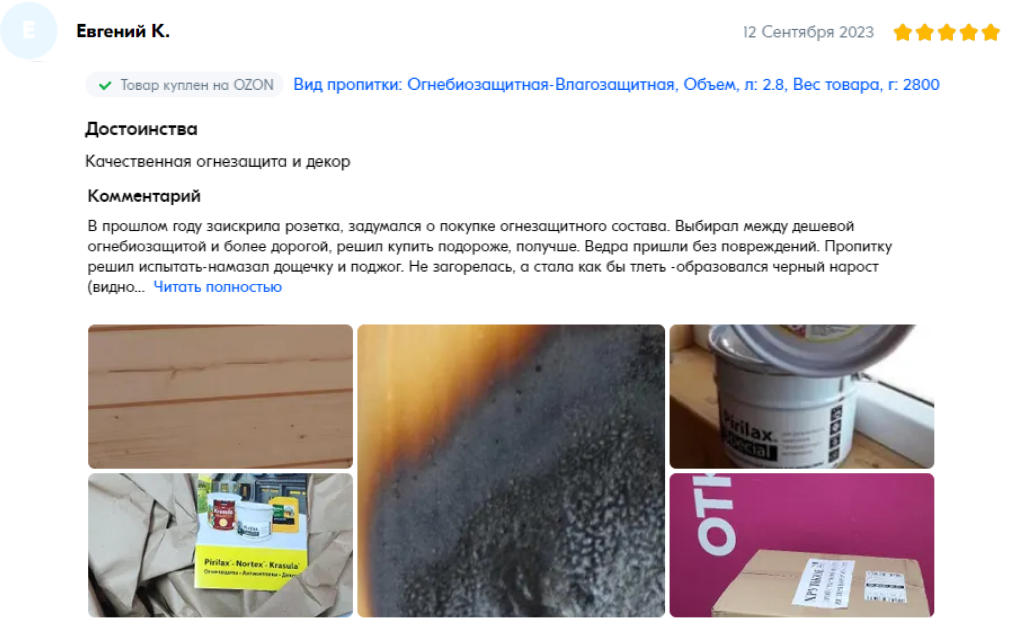 Е
Евгений К.
12 Сентября 2023
Товар куплен на OZON
Вид пропитки: Огнебиозащитная-Влагозащитная, Объем, л: 2.8, Вес товара, г: 2800
Достоинства
Качественная огнезащита и декор
Комментарий
В прошлом году заискрила розетка, задумался о покупке огнезащитного состава. Выбирал между дешевой
огнебиозащитой и более дорогой, решил купить подороже, получше. Ведра пришли без повреждений. Пропитку
решил испытать-намазал дощечку и поджог. Не загорелась, а стала как бы тлеть -образовался черный нарост
(видно... Читать полностью
Pirilax
Special
Krasula
Pirilax - Nortex - Krasula
ОТК
ХРУПКОЕ